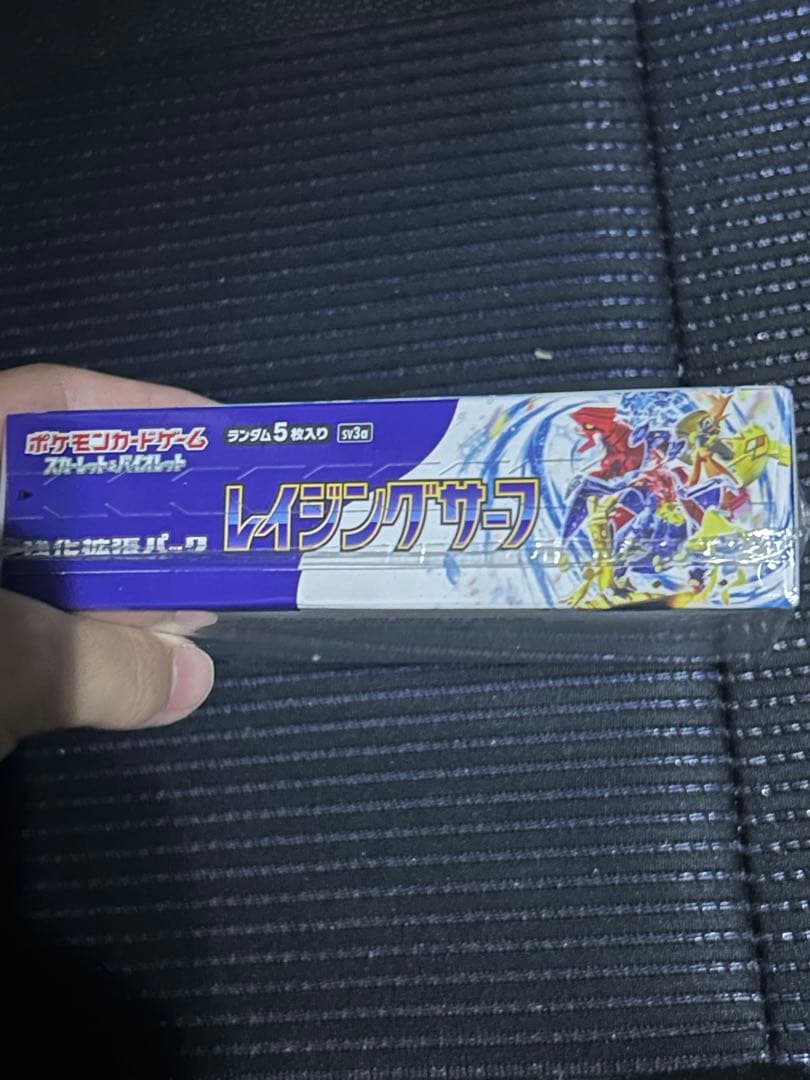 ポケモンカードゲーム
スカーレット&バイオレット
ランダム5枚入り sv3a
強化拡張パック
レイジングサーフ